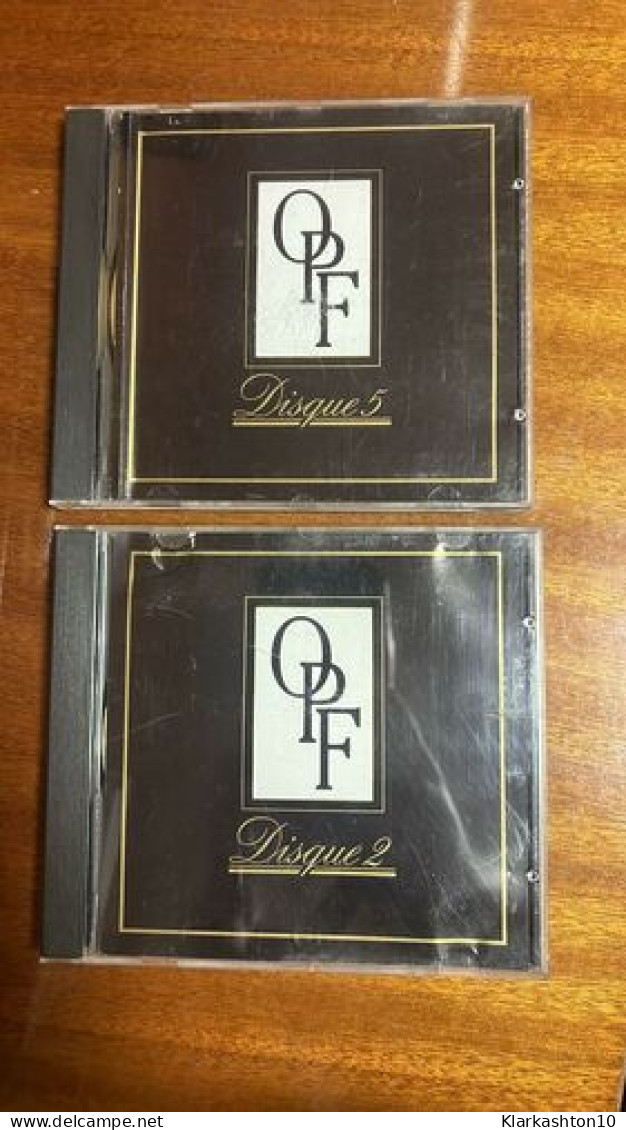 OPF
Disque 5
OPF
Disque 2
www.delcampe.net
Klarkashton10